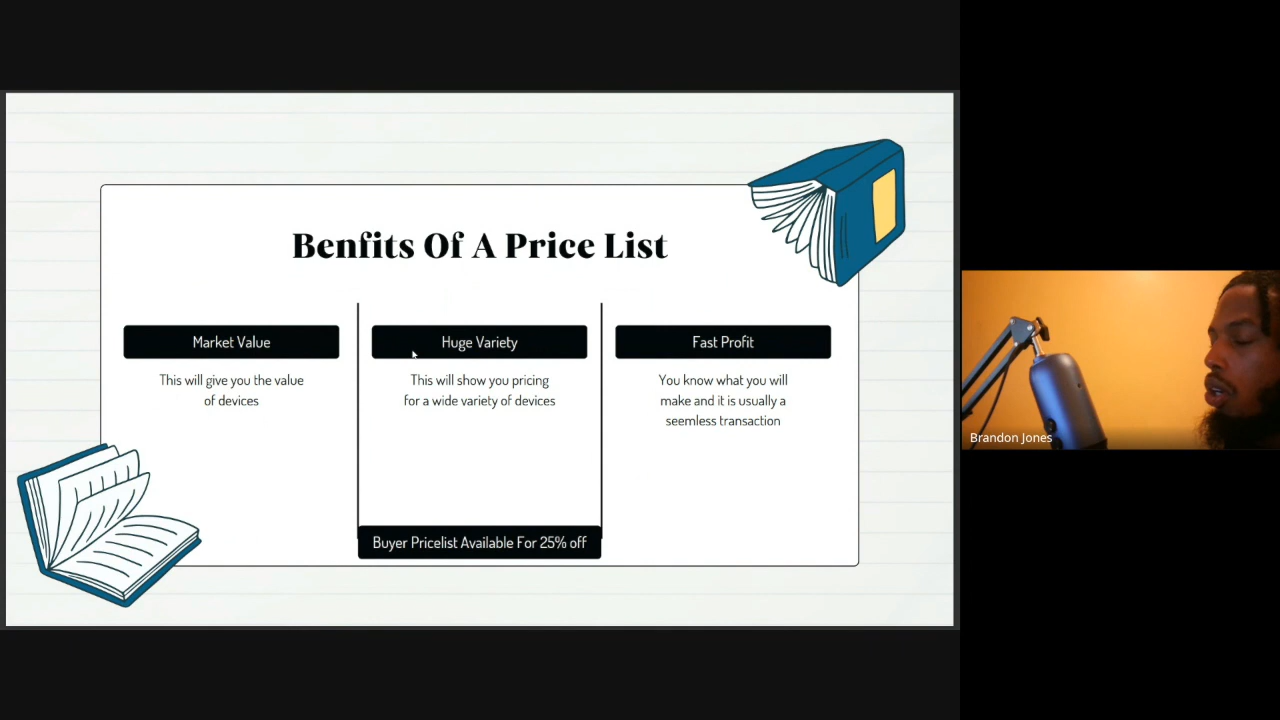 Benfits Of A Price List
Market Value
This will give you the value
of devices
Huge Variety
This will show you pricing
for a wide variety of devices
Fast Profit
You know what you will
make and it is usually a
seemless transaction
Buyer Pricelist Available For 25% off
Brandon Jones